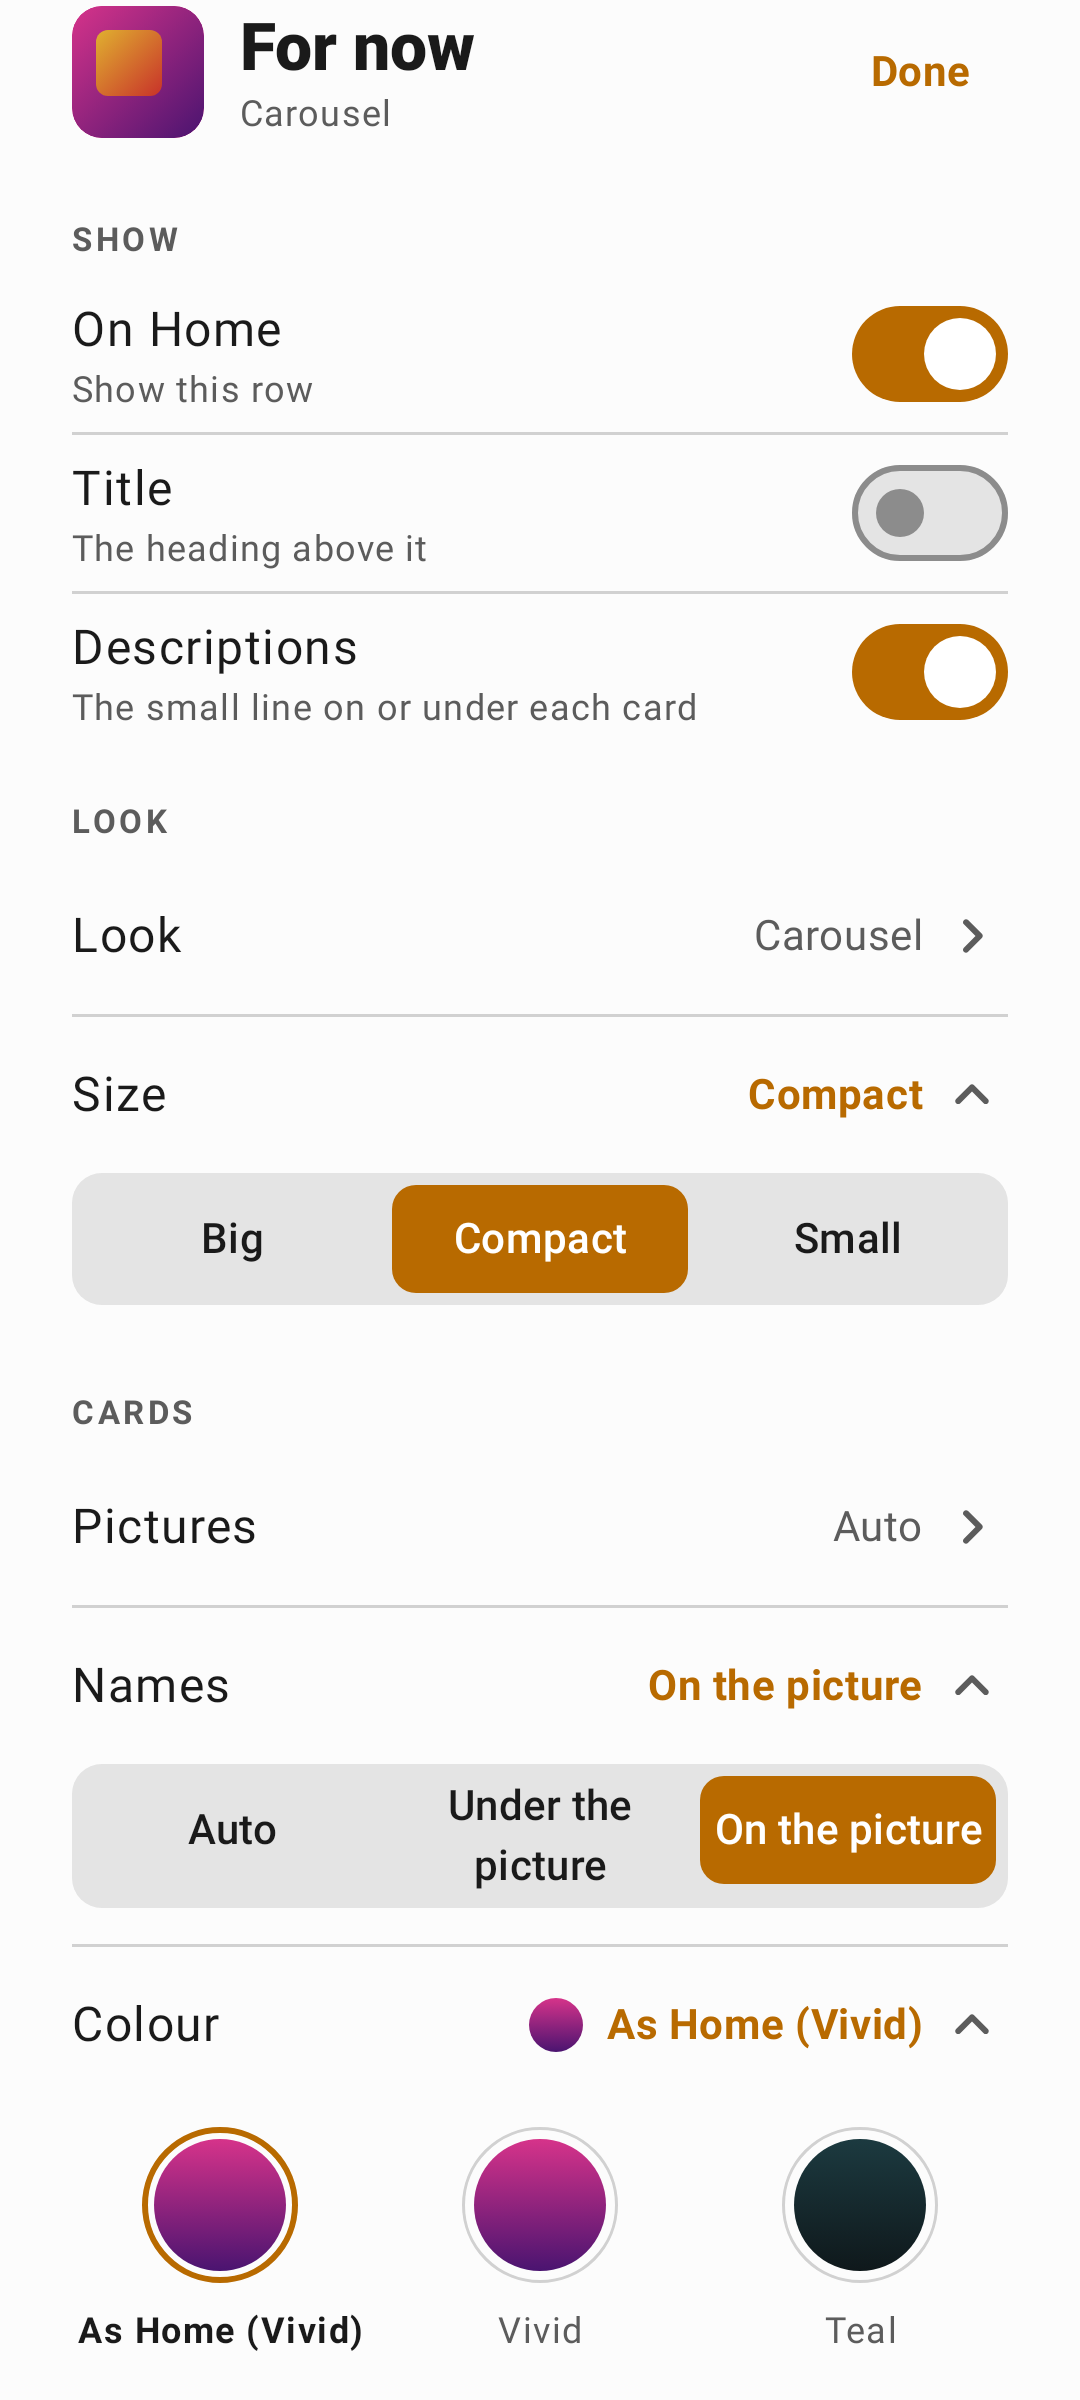 For now
Carousel
Done
SHOW
On Home
Show this row
Title
The heading above it
Descriptions
The small line on or under each card
LOOK
Look
Carousel
Size
Compact
Big
Compact
Small
CARDS
Pictures
Auto
Names
On the picture
Auto
Under the
picture
On the picture
Colour
As Home (Vivid)
As Home (Vivid)
Vivid
Teal